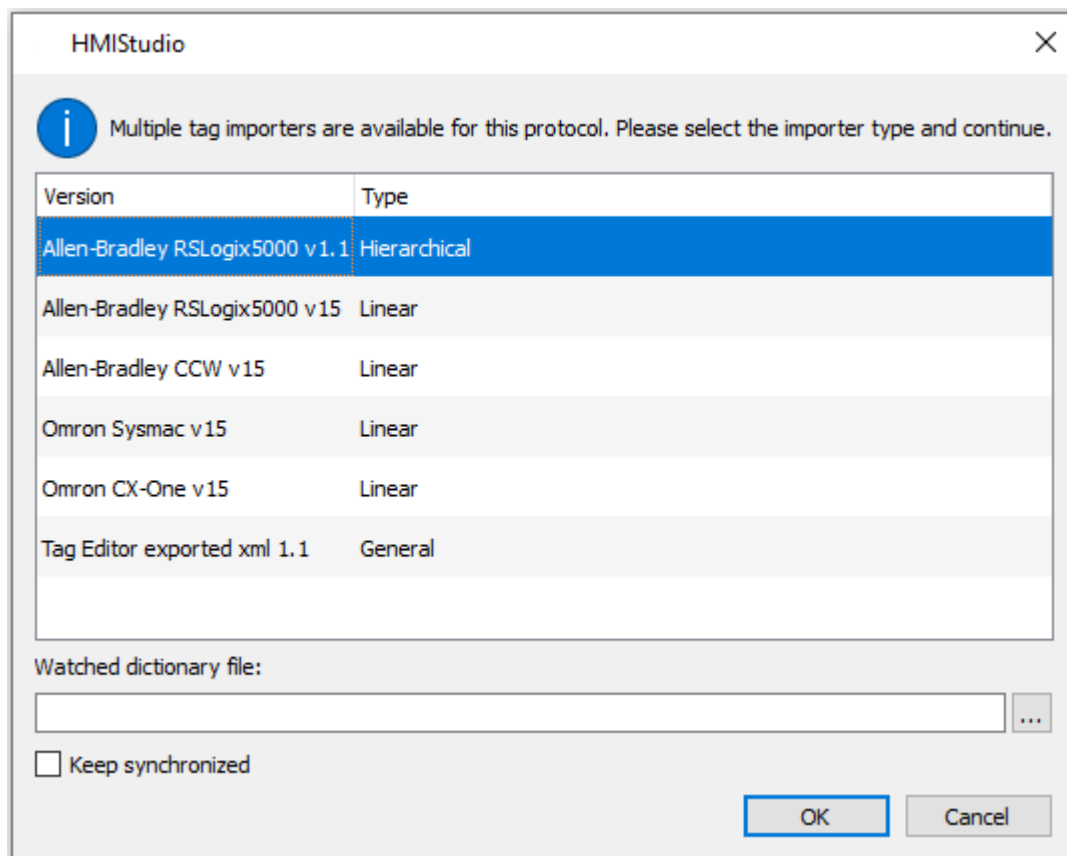 HMIStudio
Multiple tag importers are available for this protocol. Please select the importer type and continue.
Version Type
Allen-Bradley RSLogix5000 v1.1 Hierarchical
Allen-Bradley RSLogix5000 v15 Linear
Allen-Bradley CCW v15 Linear
Omron Sysmac v15 Linear
Omron CX-One v15 Linear
Tag Editor exported xml 1.1 General
Watched dictionary file:
...
Keep synchronized
OK Cancel